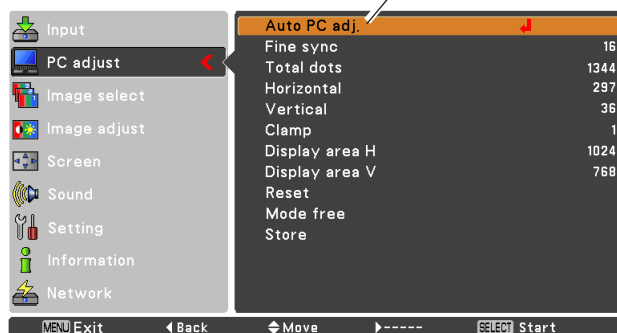 Input
PC adjust
Image select
Image adjust
Screen
Sound
Setting
Information
Network
Auto PC adj.
Fine sync 16
Total dots 1344
Horizontal 297
Vertical 36
Clamp 1
Display area H 1024
Display area V 768
Reset
Mode free
Store
MENU Exit Back Move ----- SELECT Start